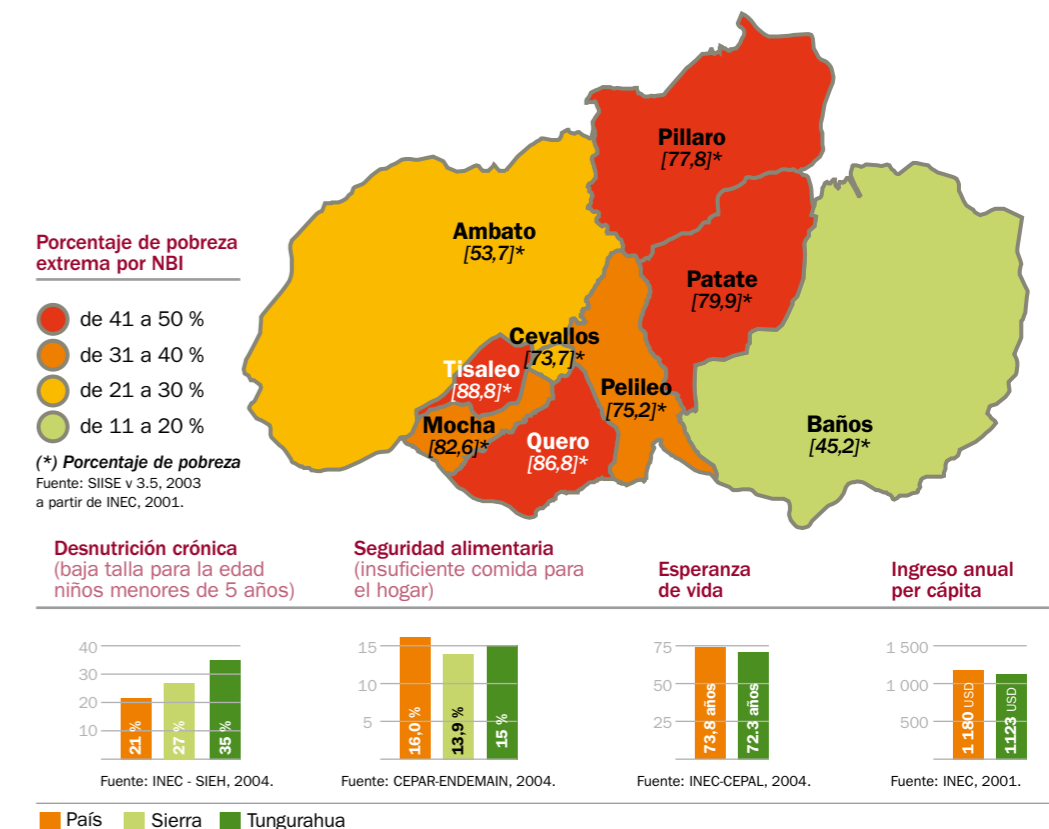 Pillaro
[77,8]*
Ambato
[53,7]*
Patate
[79,9]*
Cevallos
[73,7]*
Tisaleo
[88,8]*
Pelileo
[75,2]*
Mocha
[82,6]*
Quero
[86,8]*
Baños
[45,2]*
Porcentaje de pobreza
extrema por NBI
de 41 a 50 %
de 31 a 40 %
de 21 a 30 %
de 11 a 20 %
(*) Porcentaje de pobreza
Fuente: SIISE v 3.5, 2003
a partir de INEC, 2001.
Desnutrición crónica
(baja talla para la edad
niños menores de 5 años)
40
30
20
10
21 %
27 %
35 %
Fuente: INEC - SIEH, 2004.
Seguridad alimentaria
(insuficiente comida para
el hogar)
15
10
5
16,0 %
13,9 %
15 %
Fuente: CEPAR-ENDEMAIN, 2004.
Esperanza
de vida
75
50
25
73,8 años
72.3 años
Fuente: INEC-CEPAL, 2004.
Ingreso anual
per cápita
1 500
1 000
500
1 180 USD
1.123 USD
Fuente: INEC, 2001.
País
Sierra
Tungurahua